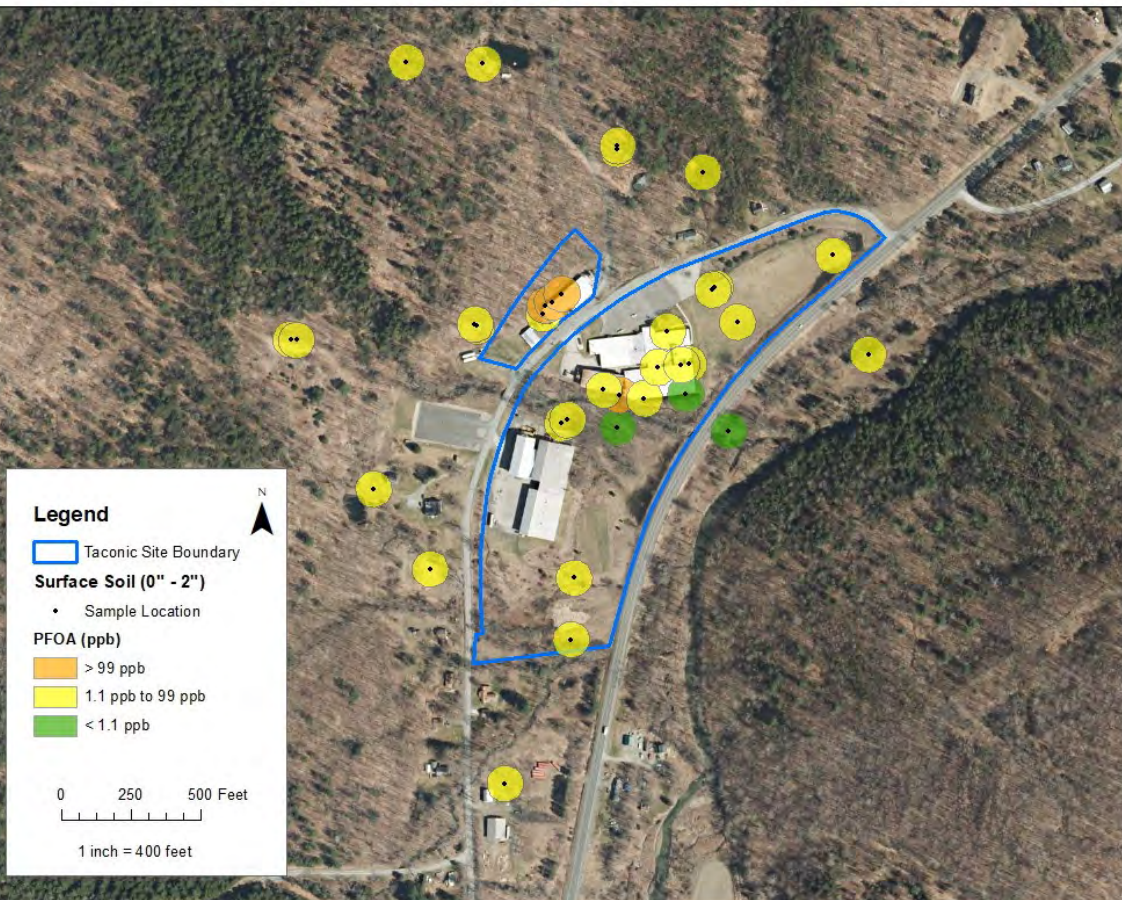 N
Legend
Taconic Site Boundary
Surface Soil (0" - 2")
Sample Location
PFOA (ppb)
> 99 ppb
1.1 ppb to 99 ppb
< 1.1 ppb
0 250 500 Feet
1 inch = 400 feet